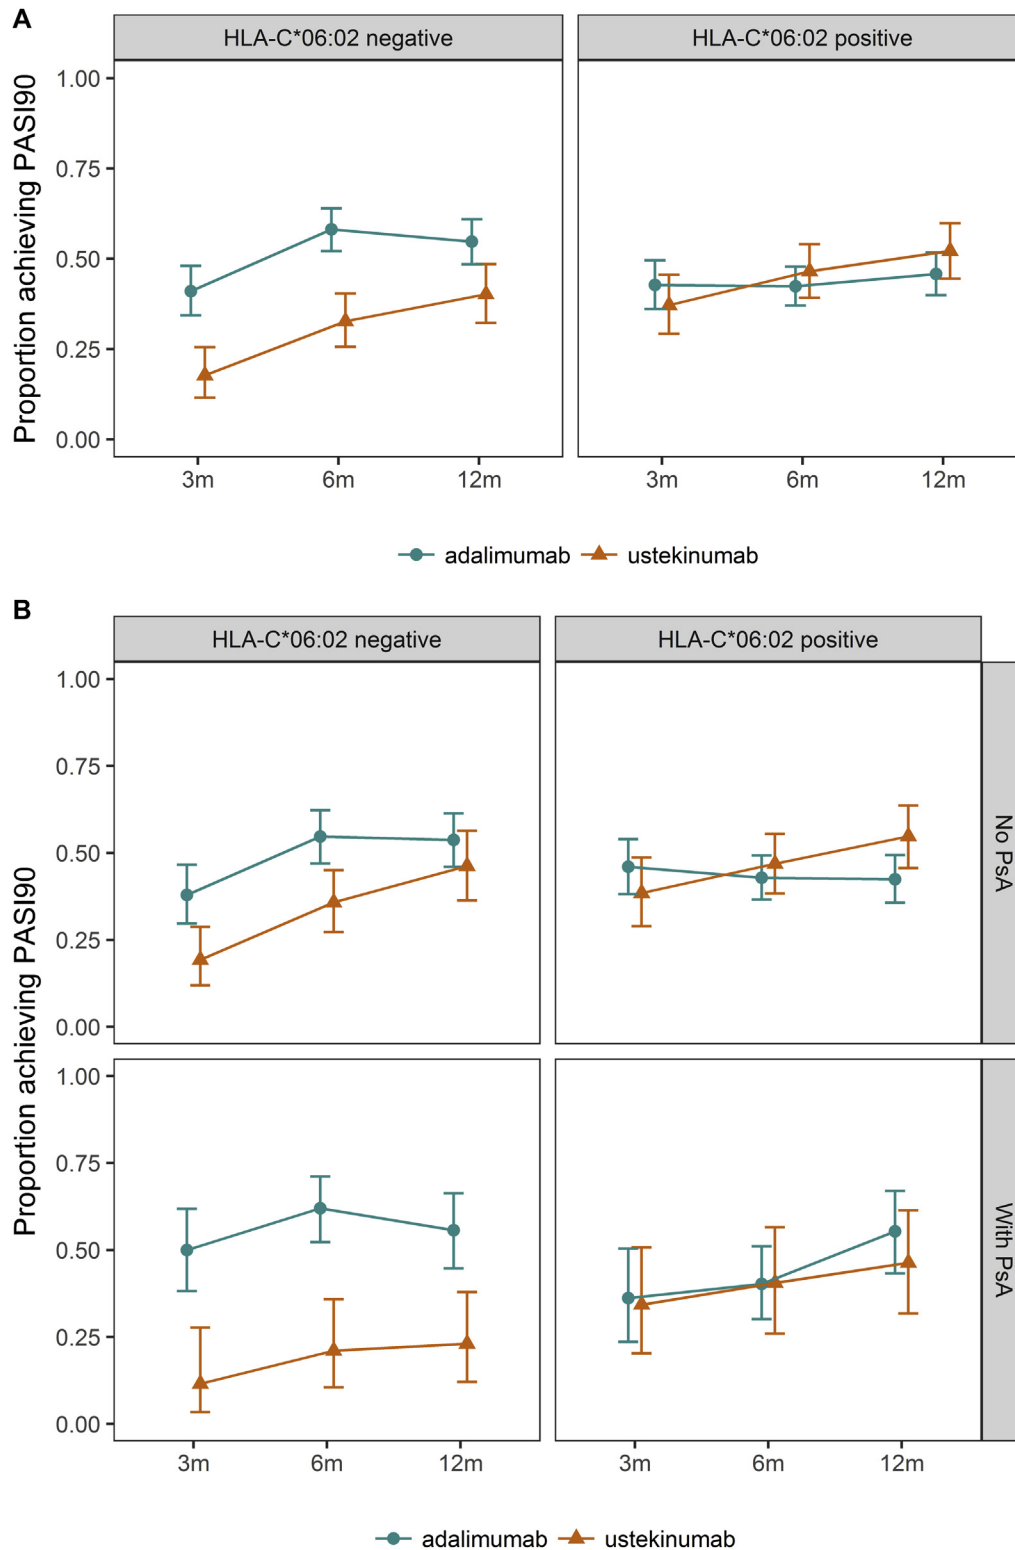 A
HLA-C*06:02 negative
HLA-C*06:02 positive
Proportion achieving PASI90
1.00
0.75
0.50
0.25
0.00
3m 6m 12m
3m 6m 12m
adalimumab ustekinumab
B
HLA-C*06:02 negative
HLA-C*06:02 positive
Proportion achieving PASI90
1.00
0.75
0.50
0.25
0.00
No PsA
1.00
0.75
0.50
0.25
0.00
With PsA
3m 6m 12m
3m 6m 12m
adalimumab ustekinumab